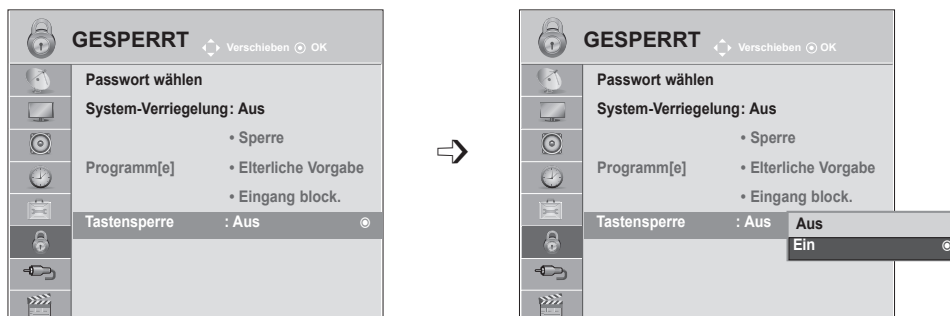 GESPERRT Verschieben OK
Passwort wählen
System-Verriegelung: Aus
• Sperre
Programm[e] • Elterliche Vorgabe
• Eingang block.
Tastensperre : Aus
GESPERRT Verschieben OK
Passwort wählen
System-Verriegelung: Aus
• Sperre
Programm[e] • Elterliche Vorgabe
• Eingang block.
Tastensperre : Aus
Aus
Ein